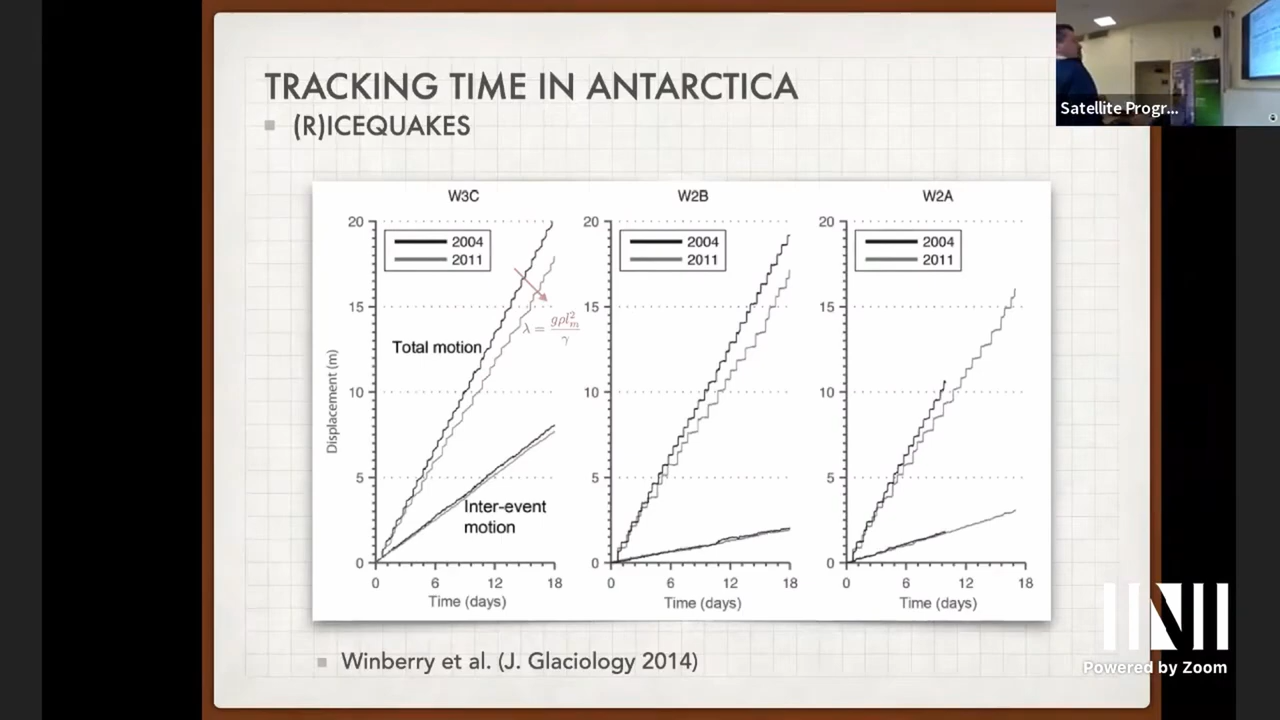 TRACKING TIME IN ANTARCTICA
(R)ICEQUAKES
Satellite Progr...
W3C
W2B
W2A
20
15
10
5
0
2004
2011
Total motion
Inter-event
motion
λ = gρl²m / γ
Displacement (m)
0 6 12 18
Time (days)
20
15
10
5
0
2004
2011
0 6 12 18
Time (days)
20
15
10
5
0
2004
2011
0 6 12 18
Time (days)
Winberry et al. (J. Glaciology 2014)
Powered by Zoom